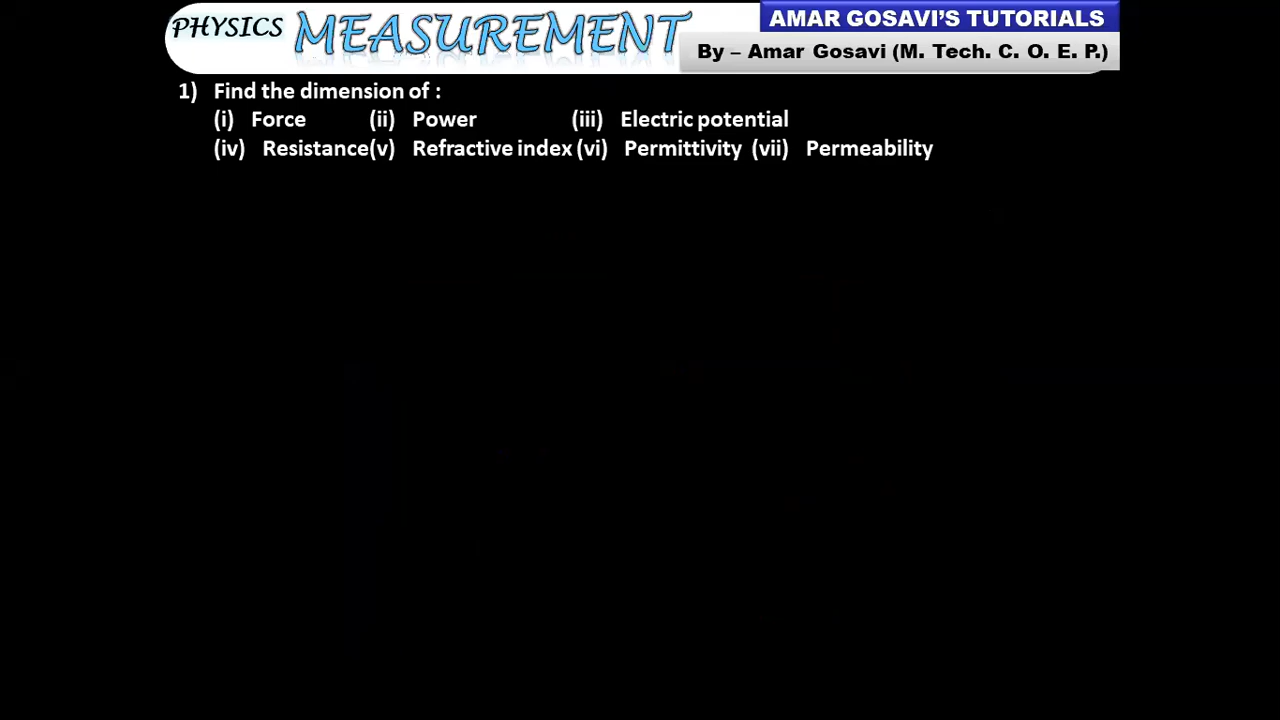 PHYSICS MEASUREMENT
AMAR GOSAVI'S TUTORIALS
By – Amar Gosavi (M. Tech. C. O. E. P.)
1) Find the dimension of :
(i) Force (ii) Power (iii) Electric potential
(iv) Resistance(v) Refractive index (vi) Permittivity (vii) Permeability